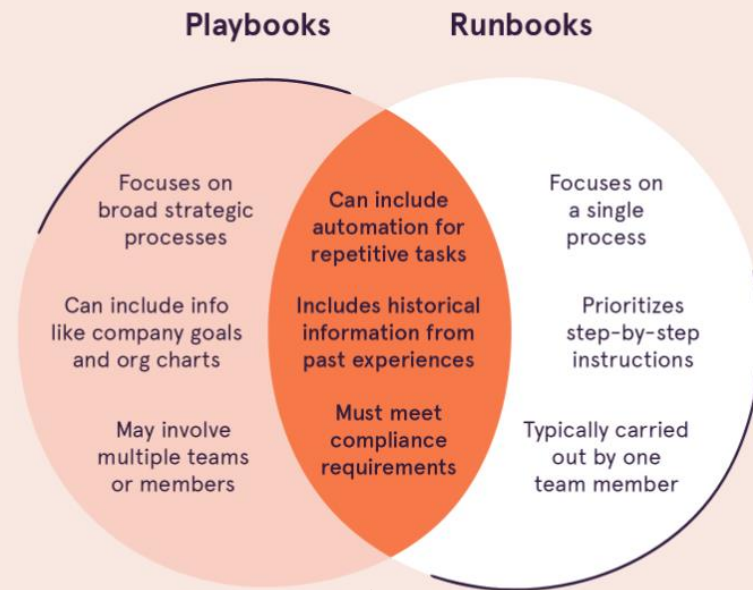 Playbooks
Runbooks
Focuses on
broad strategic
processes
Can include info
like company goals
and org charts
May involve
multiple teams
or members
Can include
automation for
repetitive tasks
Includes historical
information from
past experiences
Must meet
compliance
requirements
Focuses on
a single
process
Prioritizes
step-by-step
instructions
Typically carried
out by one
team member